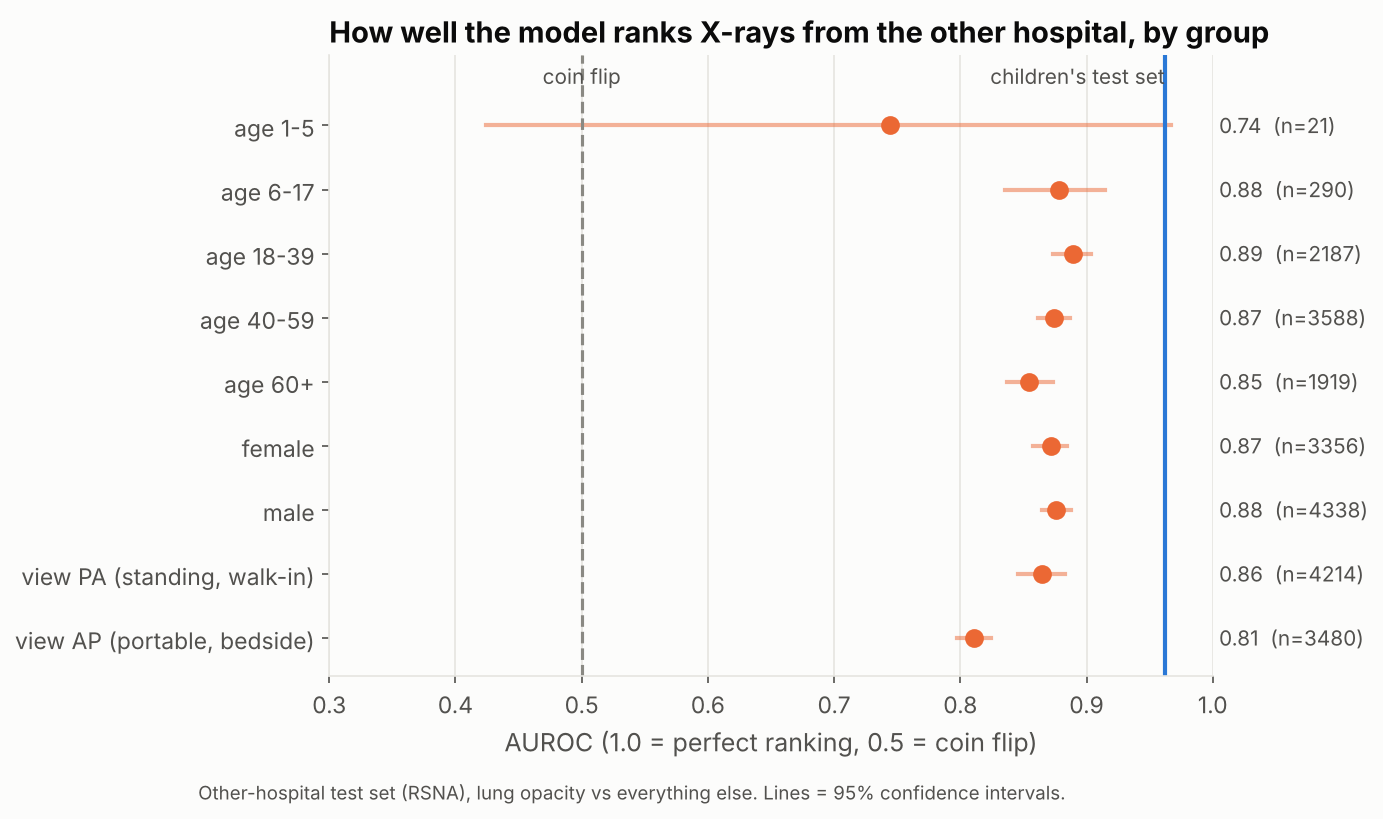 How well the model ranks X-rays from the other hospital, by group
coin flip
children's test set
age 1-5
0.74 (n=21)
age 6-17
0.88 (n=290)
age 18-39
0.89 (n=2187)
age 40-59
0.87 (n=3588)
age 60+
0.85 (n=1919)
female
0.87 (n=3356)
male
0.88 (n=4338)
view PA (standing, walk-in)
0.86 (n=4214)
view AP (portable, bedside)
0.81 (n=3480)
0.3 0.4 0.5 0.6 0.7 0.8 0.9 1.0
AUROC (1.0 = perfect ranking, 0.5 = coin flip)
Other-hospital test set (RSNA), lung opacity vs everything else. Lines = 95% confidence intervals.